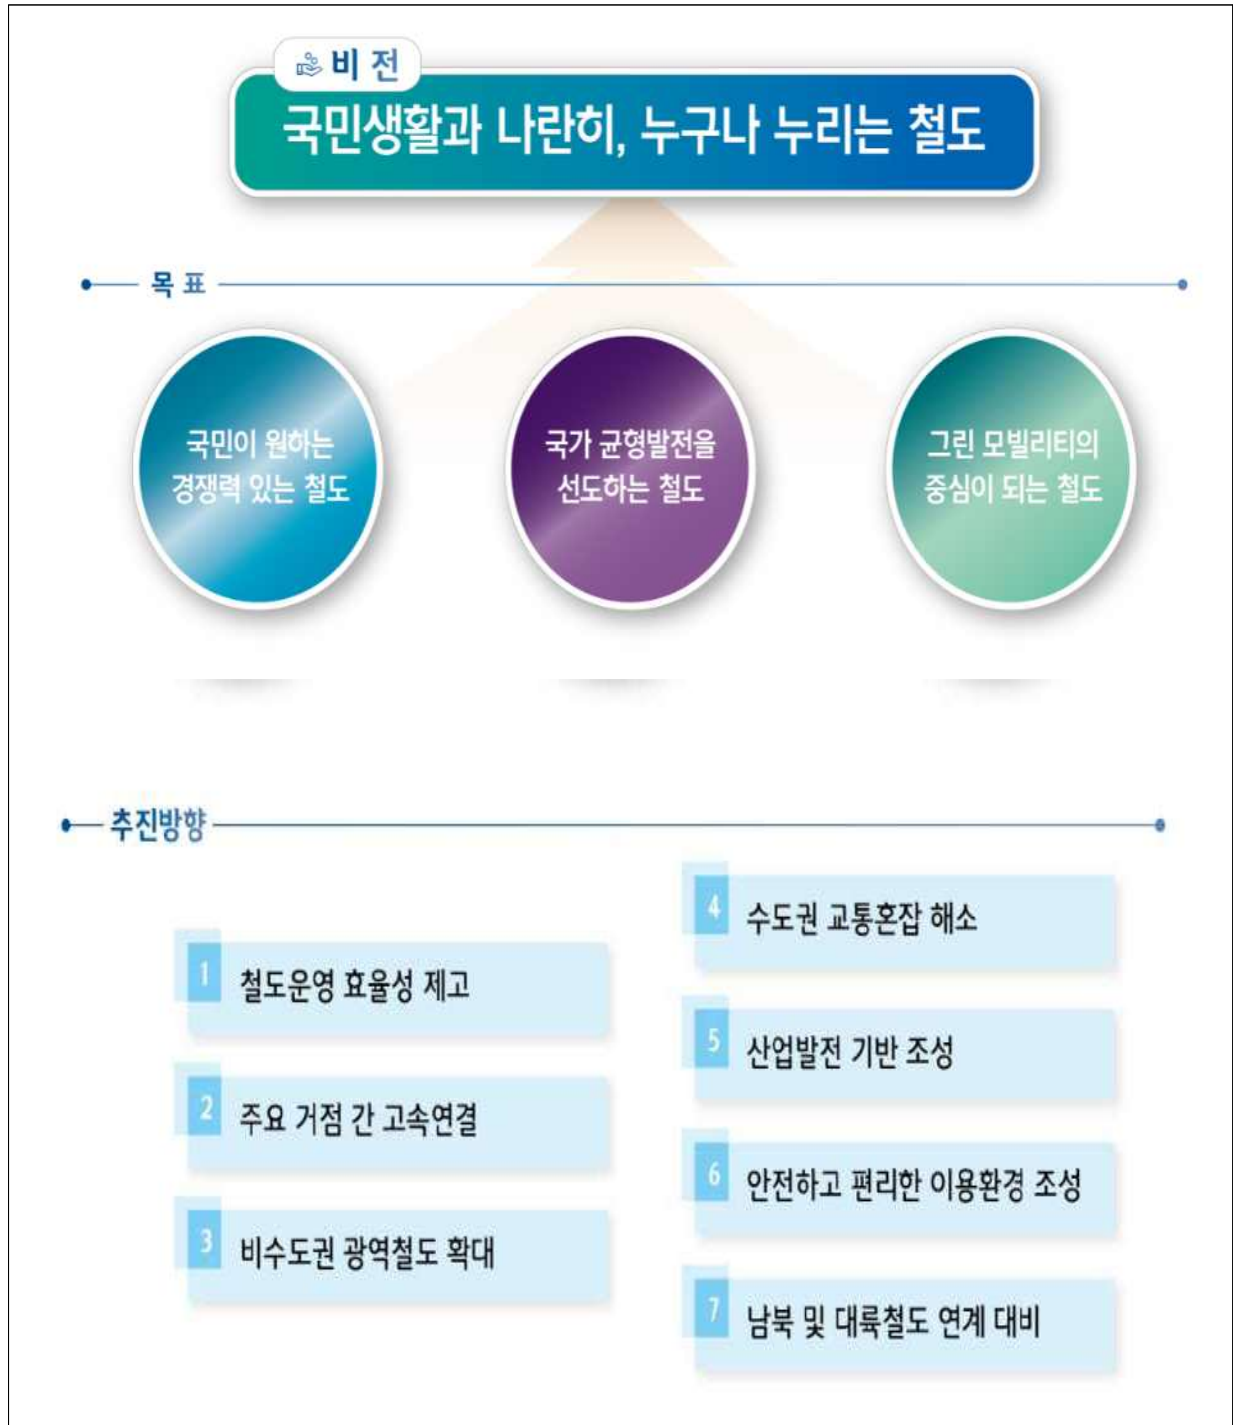 비 전
국민생활과 나란히, 누구나 누리는 철도
목 표
국민이 원하는
경쟁력 있는 철도
국가 균형발전을
선도하는 철도
그린 모빌리티의
중심이 되는 철도
추진방향
1 철도운영 효율성 제고
2 주요 거점 간 고속연결
3 비수도권 광역철도 확대
4 수도권 교통혼잡 해소
5 산업발전 기반 조성
6 안전하고 편리한 이용환경 조성
7 남북 및 대륙철도 연계 대비